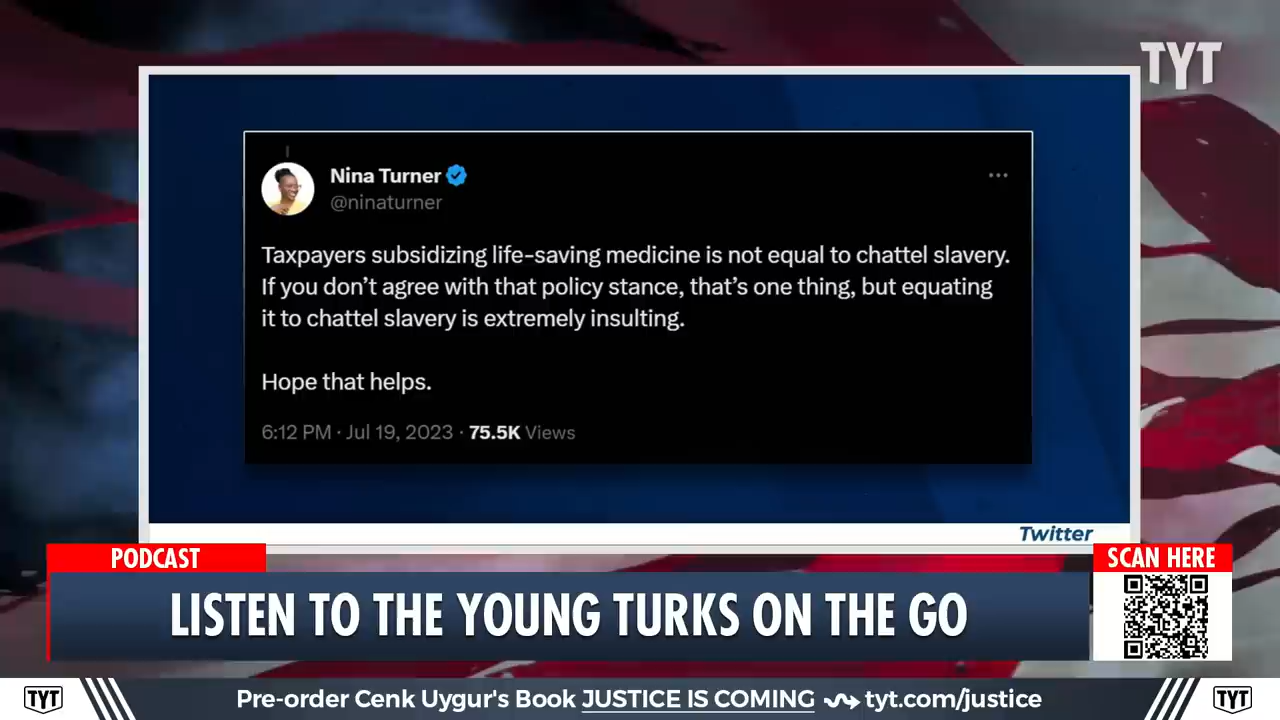 TYT
Nina Turner
@ninaturner
Taxpayers subsidizing life-saving medicine is not equal to chattel slavery.
If you don’t agree with that policy stance, that’s one thing, but equating
it to chattel slavery is extremely insulting.
Hope that helps.
6:12 PM · Jul 19, 2023 · 75.5K Views
Twitter
PODCAST
SCAN HERE
LISTEN TO THE YOUNG TURKS ON THE GO
TYT
Pre-order Cenk Uygur's Book JUSTICE IS COMING tyt.com/justice
TYT